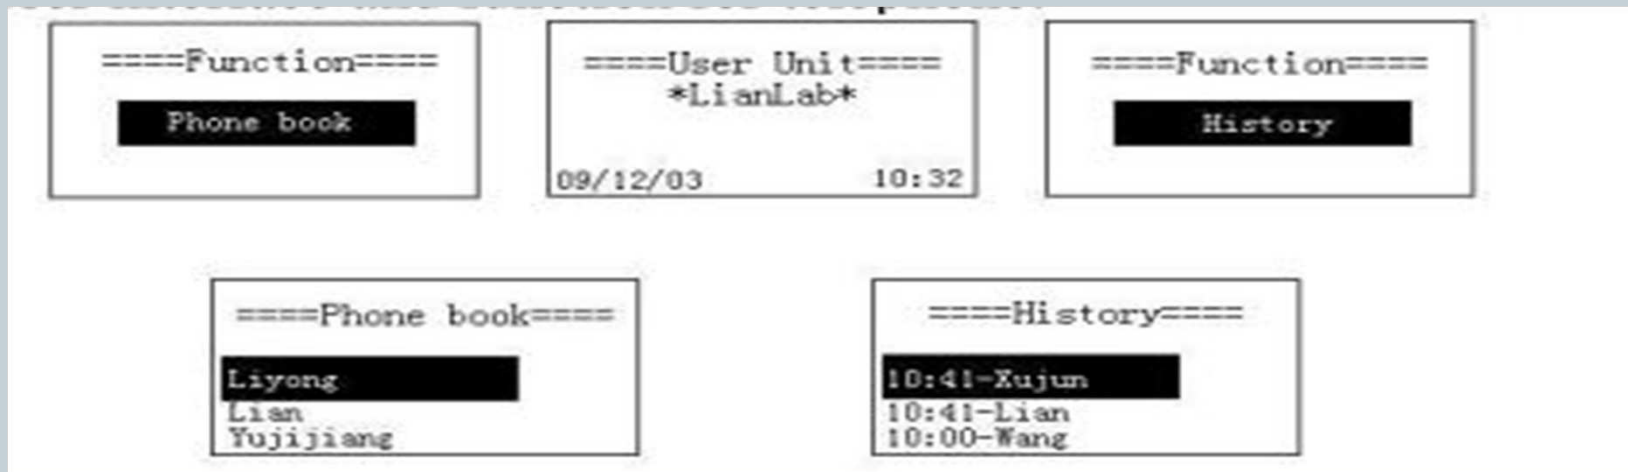 ====Function====
Phone book
====User Unit====
*LianLab*
09/12/03 10:32
====Function====
History
====Phone book====
Liyong
Lian
Yujijiang
====History====
10:41-Xujun
10:41-Lian
10:00-Wang